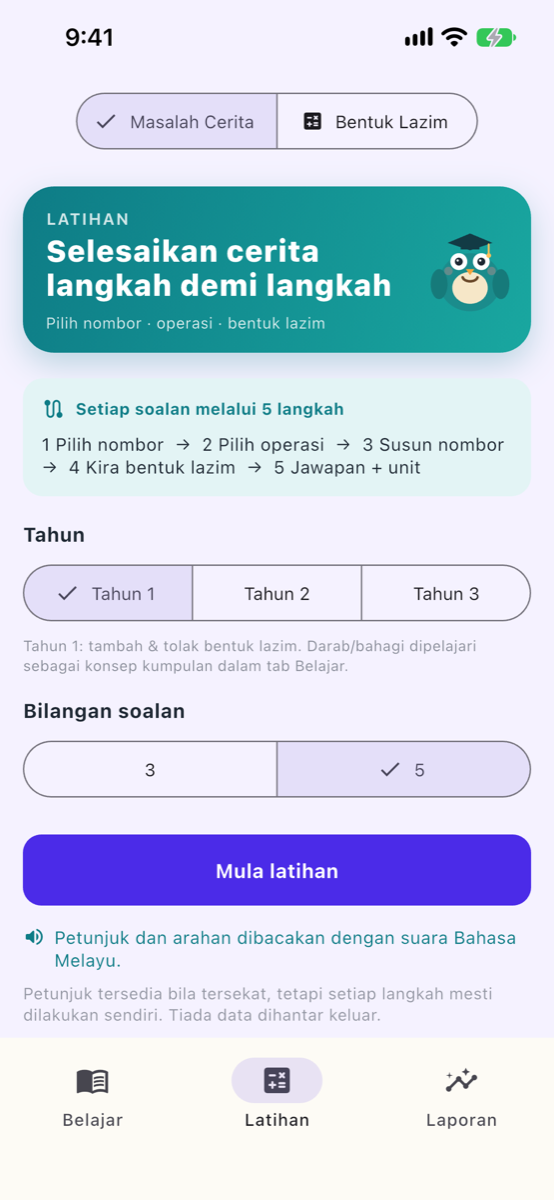 9:41
Masalah Cerita
Bentuk Lazim
LATIHAN
Selesaikan cerita
langkah demi langkah
Pilih nombor · operasi · bentuk lazim
Setiap soalan melalui 5 langkah
1 Pilih nombor → 2 Pilih operasi → 3 Susun nombor
→ 4 Kira bentuk lazim → 5 Jawapan + unit
Tahun
Tahun 1
Tahun 2
Tahun 3
Tahun 1: tambah & tolak bentuk lazim. Darab/bahagi dipelajari
sebagai konsep kumpulan dalam tab Belajar.
Bilangan soalan
3
5
Mula latihan
Petunjuk dan arahan dibacakan dengan suara Bahasa
Melayu.
Petunjuk tersedia bila tersekat, tetapi setiap langkah mesti
dilakukan sendiri. Tiada data dihantar keluar.
Belajar
Latihan
Laporan